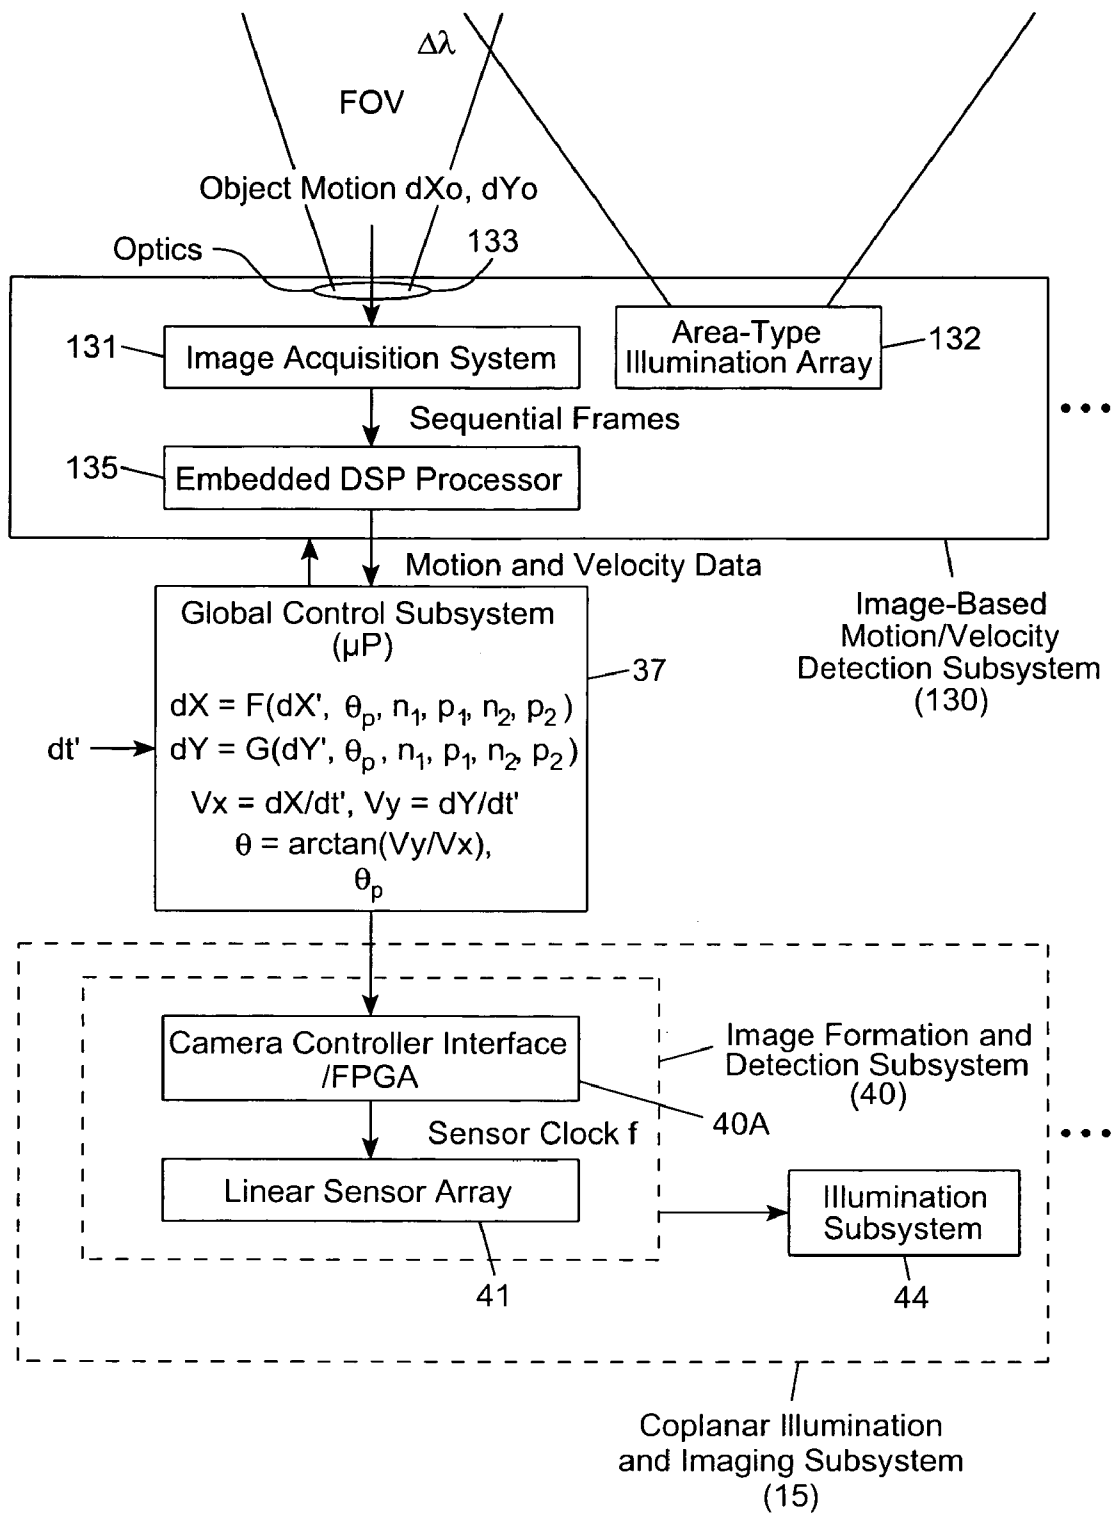 Δλ
FOV
Object Motion dXo, dYo
Optics
133
131
Image Acquisition System
Area-Type
Illumination Array
132
Sequential Frames
135
Embedded DSP Processor
Motion and Velocity Data
Image-Based
Motion/Velocity
Detection Subsystem
(130)
Global Control Subsystem
(µP)
37
dX = F(dX', θp, n1, p1, n2, p2)
dt'
dY = G(dY', θp, n1, p1, n2, p2)
Vx = dX/dt', Vy = dY/dt'
θ = arctan(Vy/Vx),
θp
Camera Controller Interface
/FPGA
Image Formation and
Detection Subsystem
(40)
40A
Sensor Clock f
Linear Sensor Array
41
Illumination
Subsystem
44
Coplanar Illumination
and Imaging Subsystem
(15)